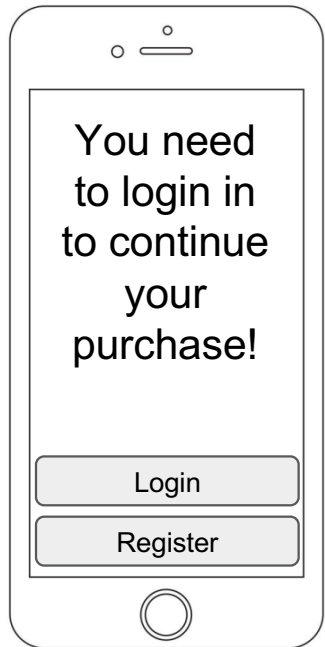 You need
to login in
to continue
your
purchase!
Login
Register